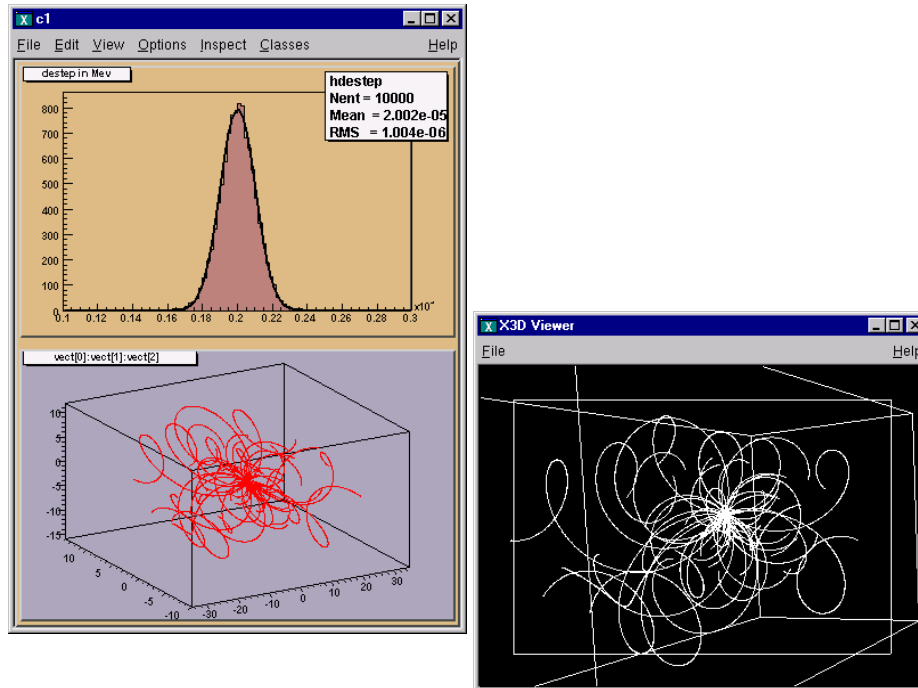 c1
File Edit View Options Inspect Classes Help
destep in Mev
hdestep
Nent = 10000
Mean = 2.002e-05
RMS = 1.004e-06
800
700
600
500
400
300
200
100
0
0.1 0.12 0.14 0.16 0.18 0.2 0.22 0.24 0.26 0.28 0.3
vect[0]:vect[1]:vect[2]
10
5
0
-5
-10
-15
10
5
0
-5
-10
-30 -20 -10 0 10 20 30
X3D Viewer
File Help